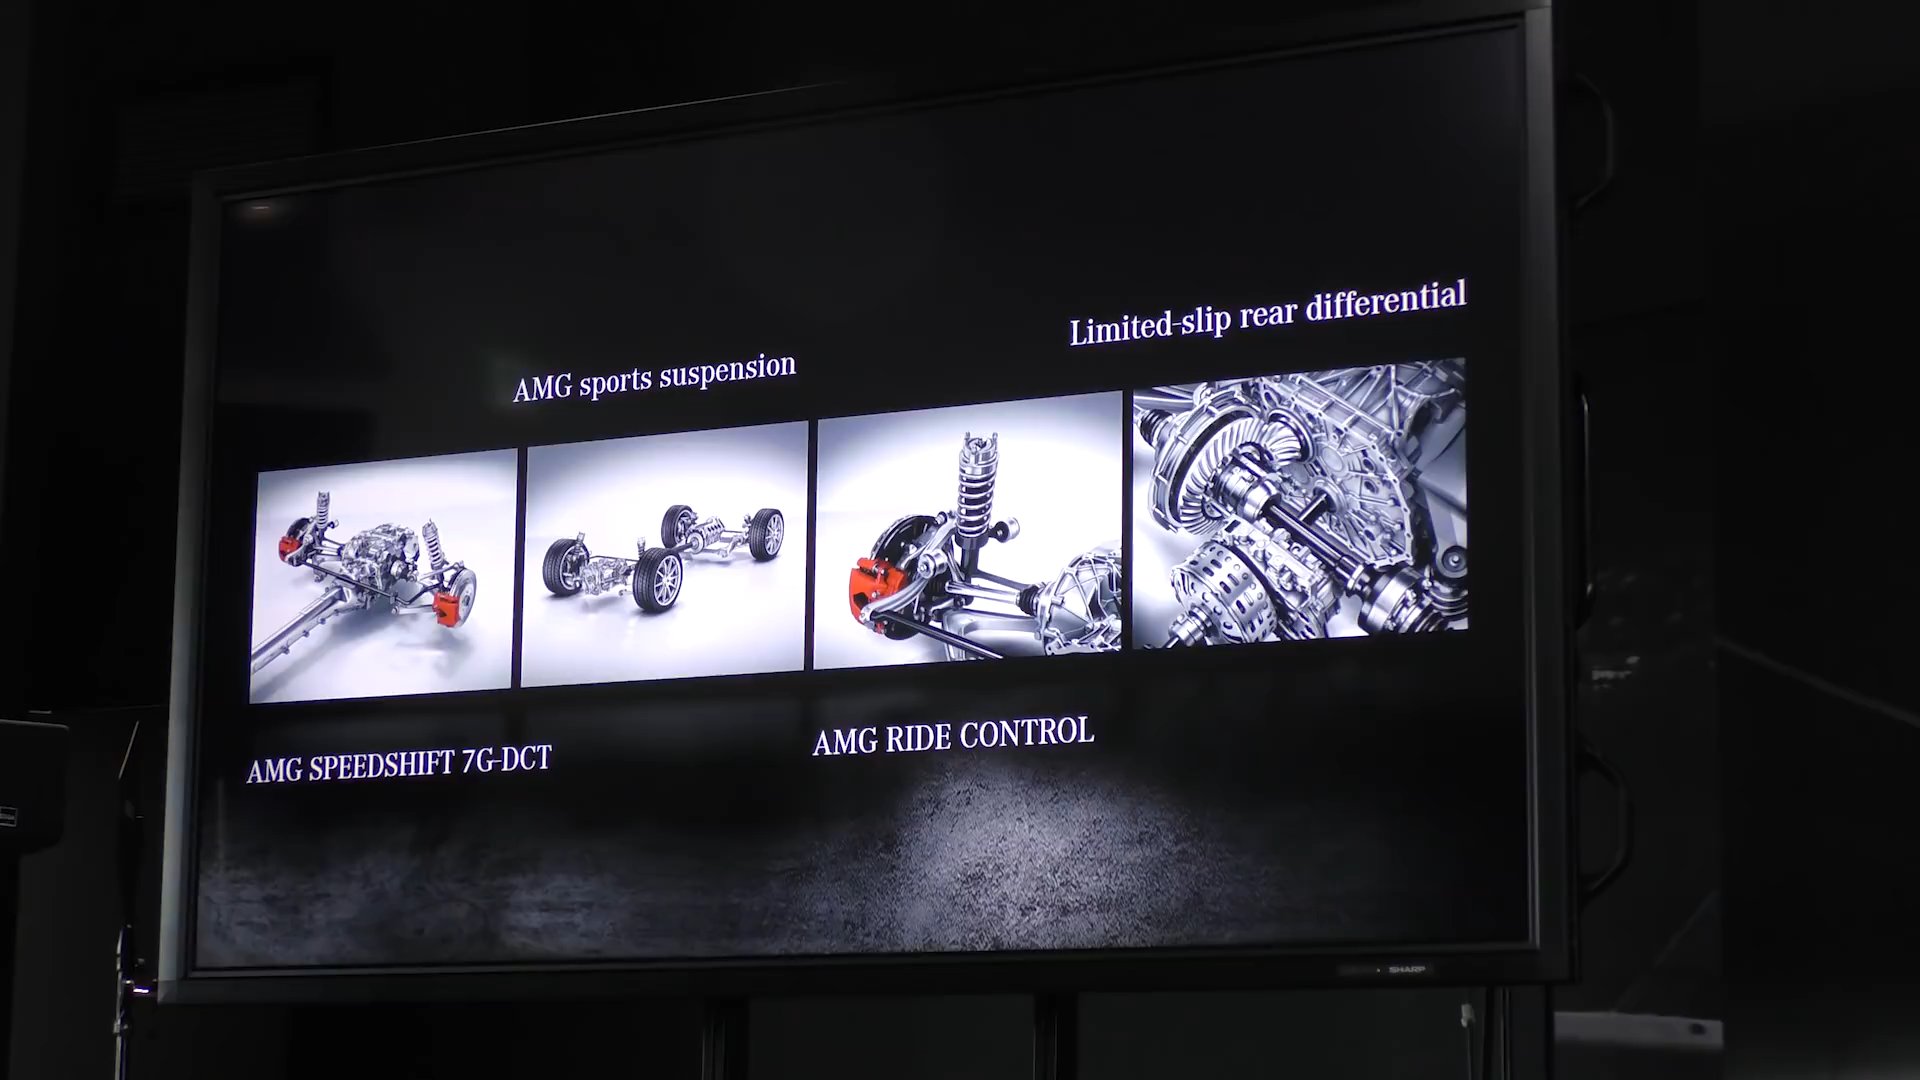 Limited-slip rear differential
AMG sports suspension
AMG SPEEDSHIFT 7G-DCT
AMG RIDE CONTROL
SHARP